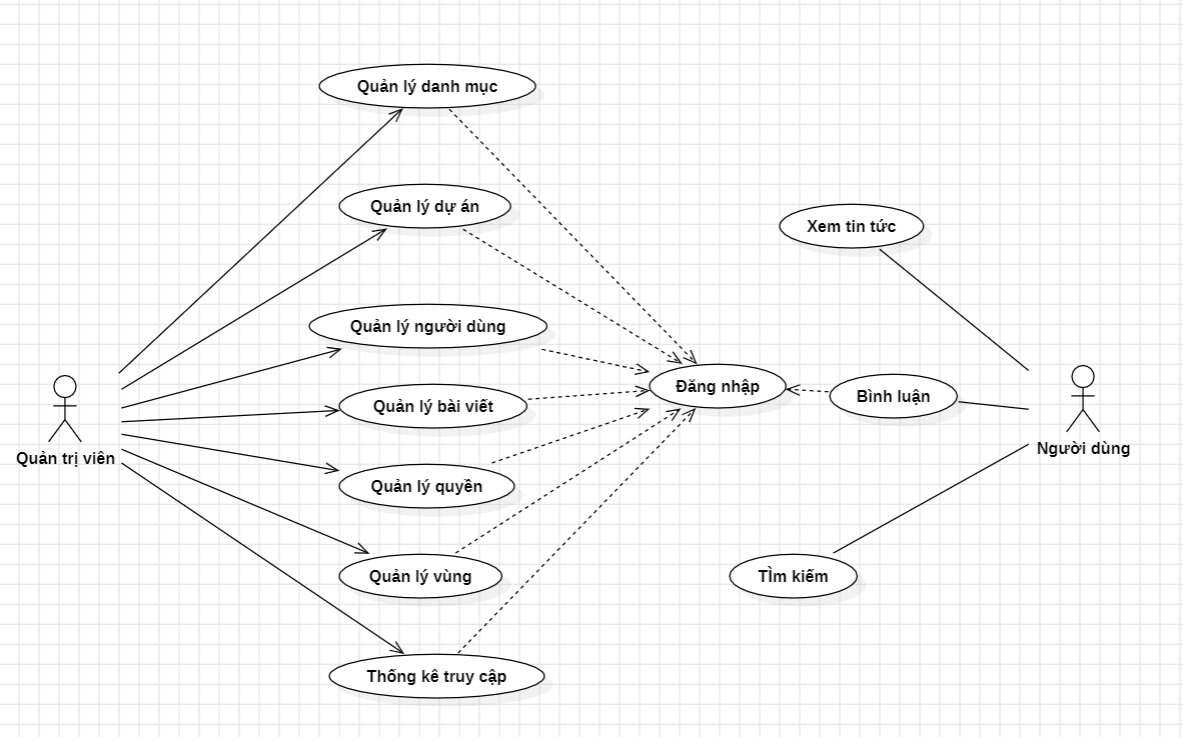 Quản lý danh mục
Quản lý dự án
Xem tin tức
Quản lý người dùng
Đăng nhập
Bình luận
Quản lý bài viết
Người dùng
Quản trị viên
Quản lý quyền
Quản lý vùng
TÌm kiếm
Thống kê truy cập